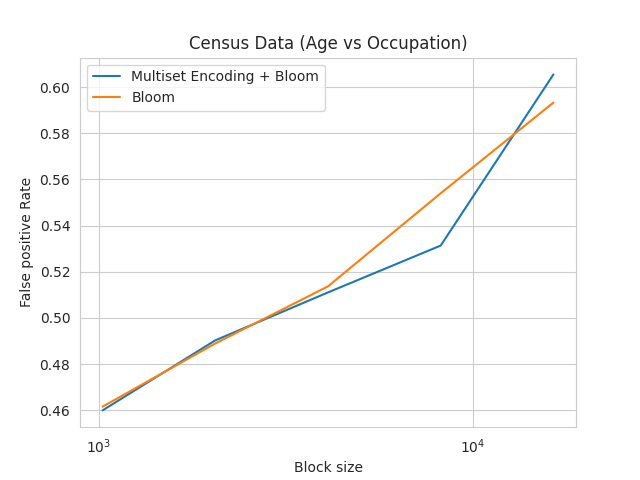 Census Data (Age vs Occupation)
Multiset Encoding + Bloom
Bloom
False positive Rate
0.60
0.58
0.56
0.54
0.52
0.50
0.48
0.46
10³
10⁴
Block size